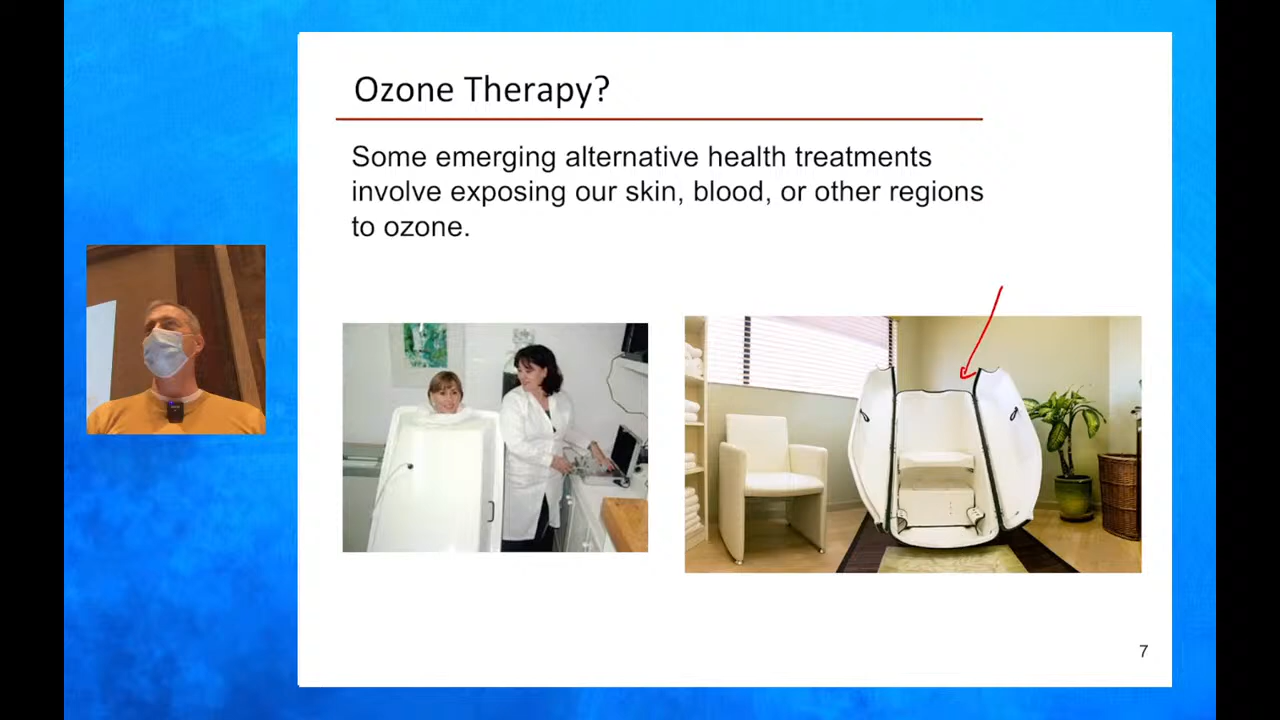 Ozone Therapy?
Some emerging alternative health treatments
involve exposing our skin, blood, or other regions
to ozone.
7